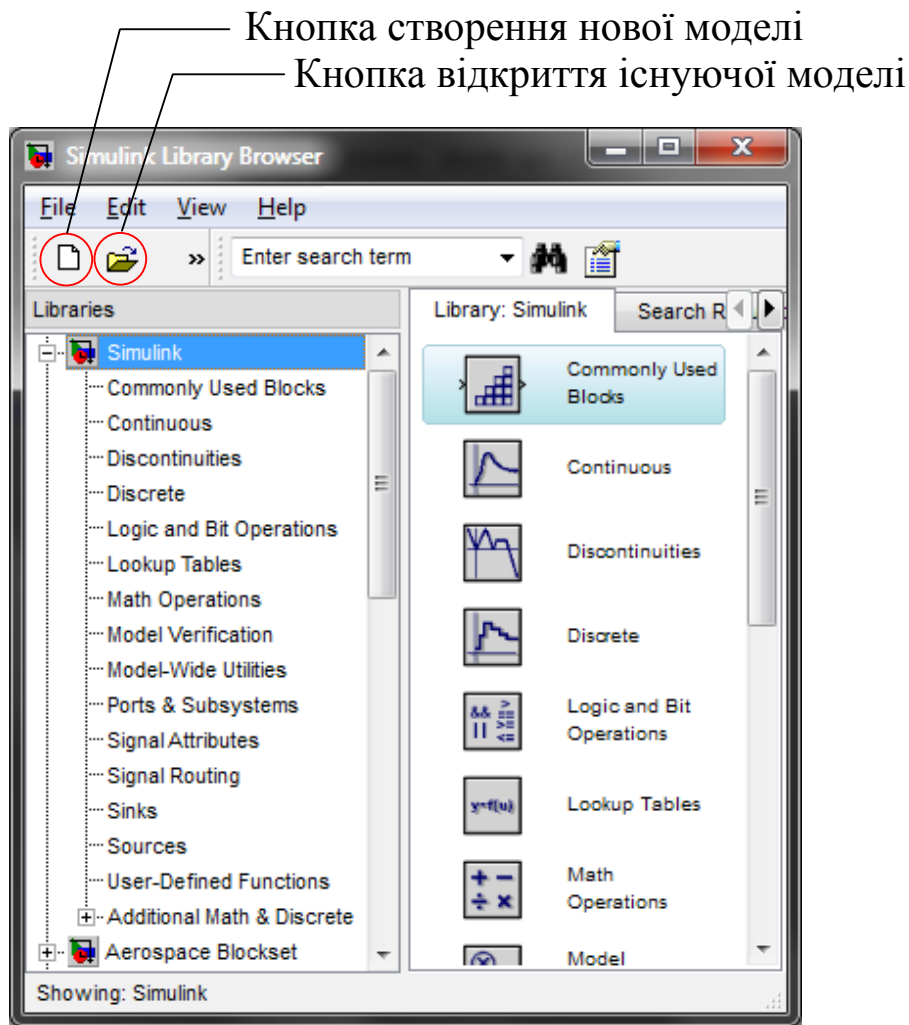 Кнопка створення нової моделі
Кнопка відкриття існуючої моделі
Simulink Library Browser
File Edit View Help
» Enter search term
Libraries
Library: Simulink Search R
Simulink
Commonly Used Blocks
Continuous
Discontinuities
Discrete
Logic and Bit Operations
Lookup Tables
Math Operations
Model Verification
Model-Wide Utilities
Ports & Subsystems
Signal Attributes
Signal Routing
Sinks
Sources
User-Defined Functions
Additional Math & Discrete
Aerospace Blockset
Commonly Used
Blocks
Continuous
Discontinuities
Discrete
&& >
|| >=
<=
Logic and Bit
Operations
y=f(u)
Lookup Tables
+ −
÷ ×
Math
Operations
Model
Showing: Simulink